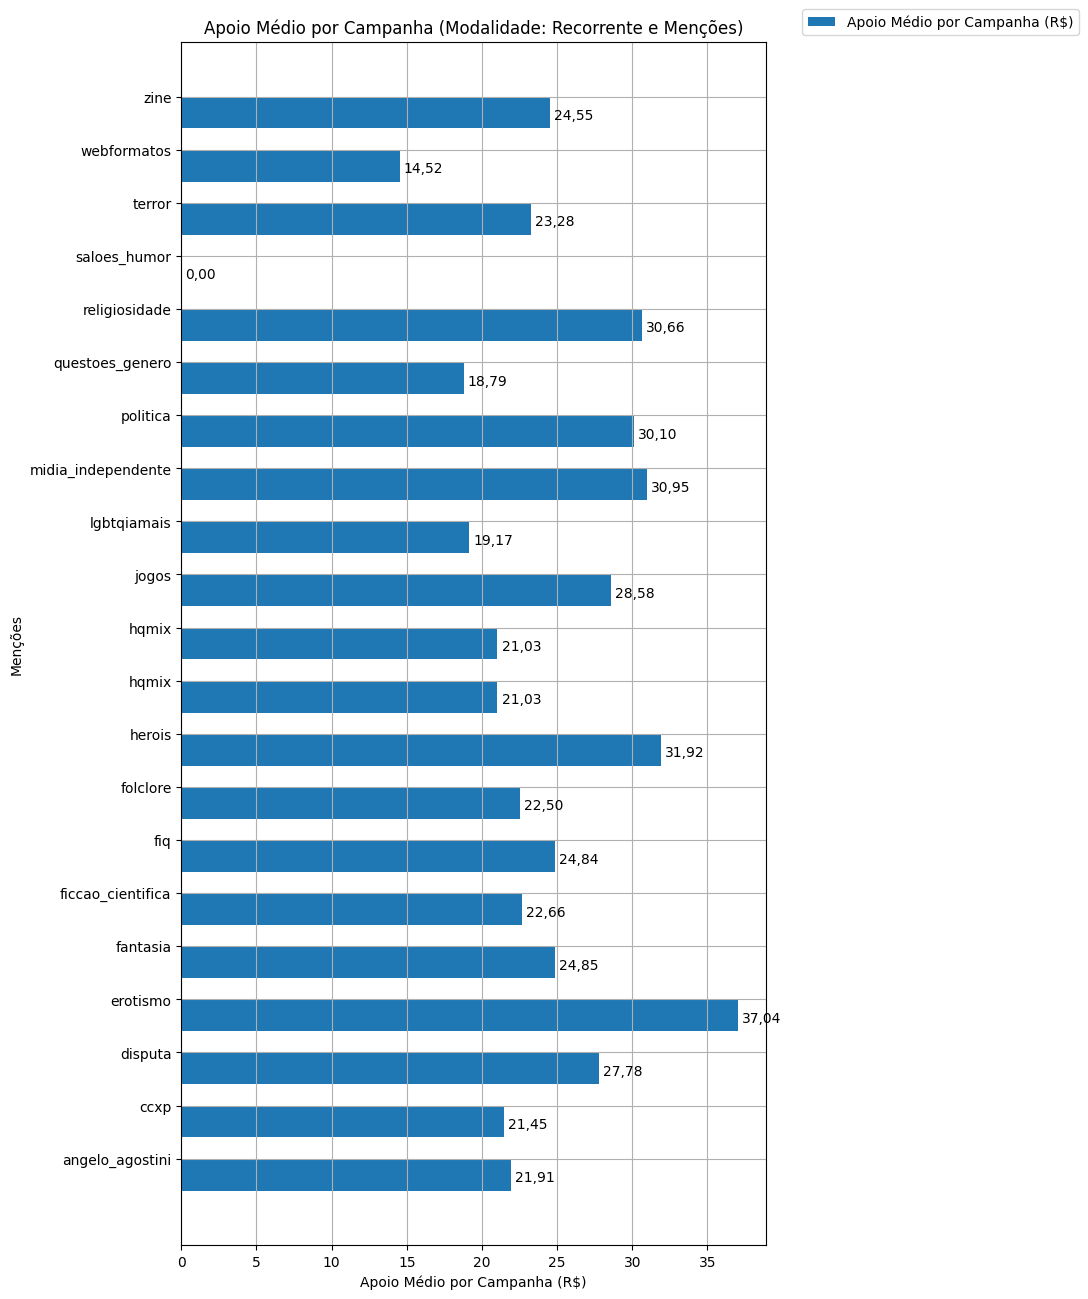 Apoio Médio por Campanha (Modalidade: Recorrente e Menções)
Apoio Médio por Campanha (R$)
zine 24,55
webformatos 14,52
terror 23,28
saloes_humor 0,00
religiosidade 30,66
questoes_genero 18,79
politica 30,10
midia_independente 30,95
lgbtqiamais 19,17
jogos 28,58
hqmix 21,03
hqmix 21,03
herois 31,92
folclore 22,50
fiq 24,84
ficcao_cientifica 22,66
fantasia 24,85
erotismo 37,04
disputa 27,78
ccxp 21,45
angelo_agostini 21,91
Menções
0 5 10 15 20 25 30 35
Apoio Médio por Campanha (R$)